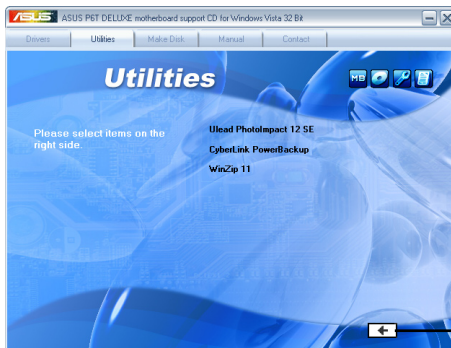 ASUS P6T DELUXE motherboard support CD for Windows Vista 32 Bit
Drivers
Utilities
Make Disk
Manual
Contact
Utilities
MB
Please select items on the
right side.
Ulead PhotoImpact 12 SE
CyberLink PowerBackup
WinZip 11